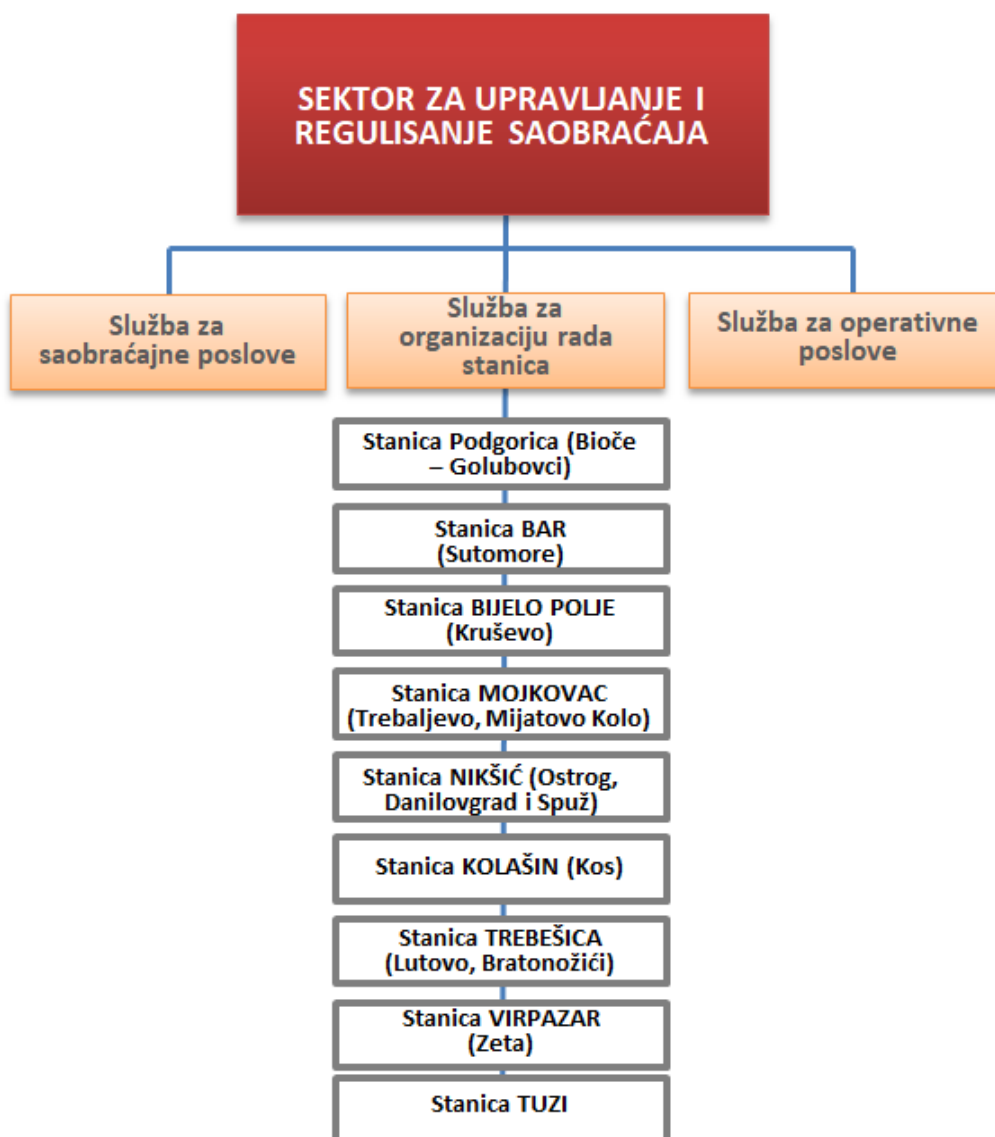 SEKTOR ZA UPRAVLJANJE I
REGULISANJE SAOBRAĆAJA
Služba za
saobraćajne poslove
Služba za
organizaciju rada
stanica
Služba za operativne
poslove
Stanica Podgorica (Bioče
– Golubovci)
Stanica BAR
(Sutomore)
Stanica BIJELO POLJE
(Kruševo)
Stanica MOJKOVAC
(Trebaljevo, Mijatovo Kolo)
Stanica NIKŠIĆ (Ostrog,
Danilovgrad i Spuž)
Stanica KOLAŠIN (Kos)
Stanica TREBEŠICA
(Lutovo, Bratonožići)
Stanica VIRPAZAR
(Zeta)
Stanica TUZI